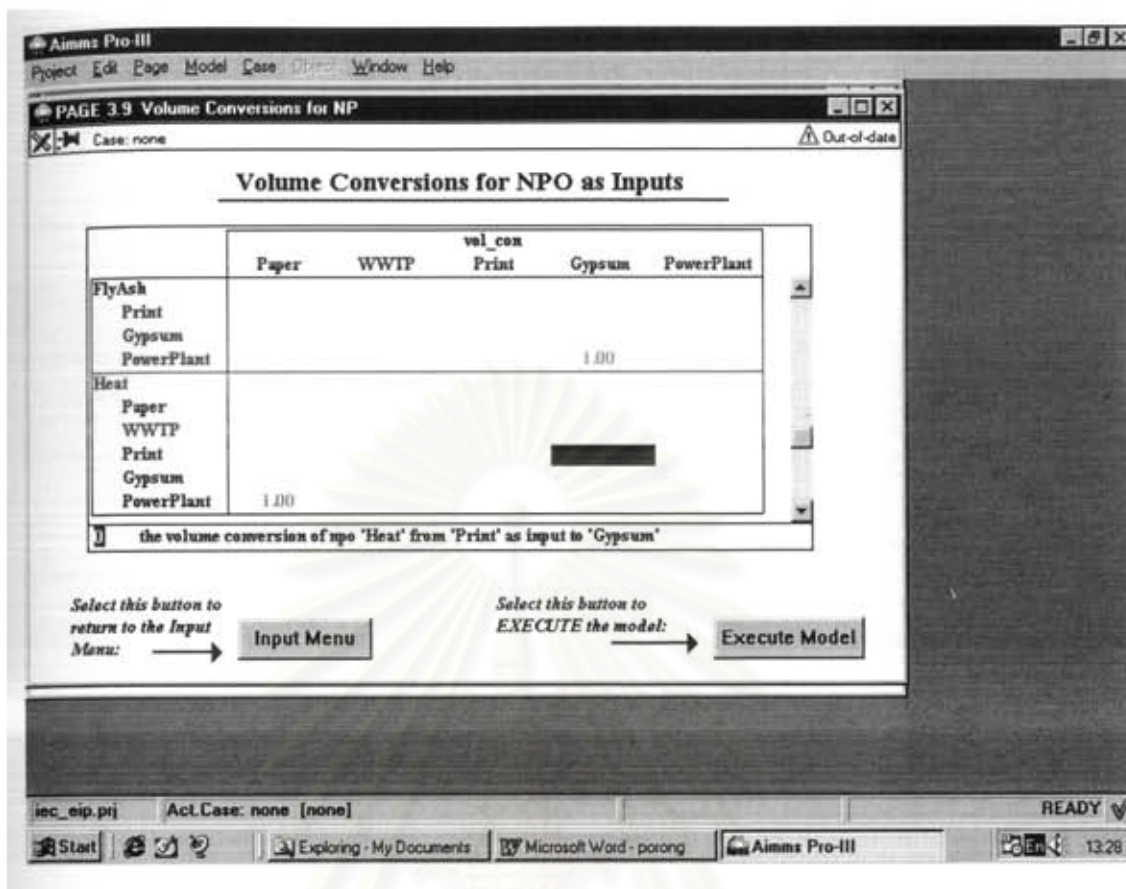 Aimms Pro-III
Project Edit Page Model Case Object Window Help
PAGE 3.9 Volume Conversions for NP
Case: none
Out-of-date
Volume Conversions for NPO as Inputs
vol_con
Paper WWTP Print Gypsum PowerPlant
FlyAsh
Print
Gypsum
PowerPlant 1.00
Heat
Paper
WWTP
Print
Gypsum
PowerPlant 1.00
the volume conversion of npo 'Heat' from 'Print' as input to 'Gypsum'
Select this button to
return to the Input
Menu:
Input Menu
Select this button to
EXECUTE the model:
Execute Model
iec_eip.prj Act.Case: none [none] READY
Start Exploring - My Documents Microsoft Word - porong Aimms Pro-III En 13:28